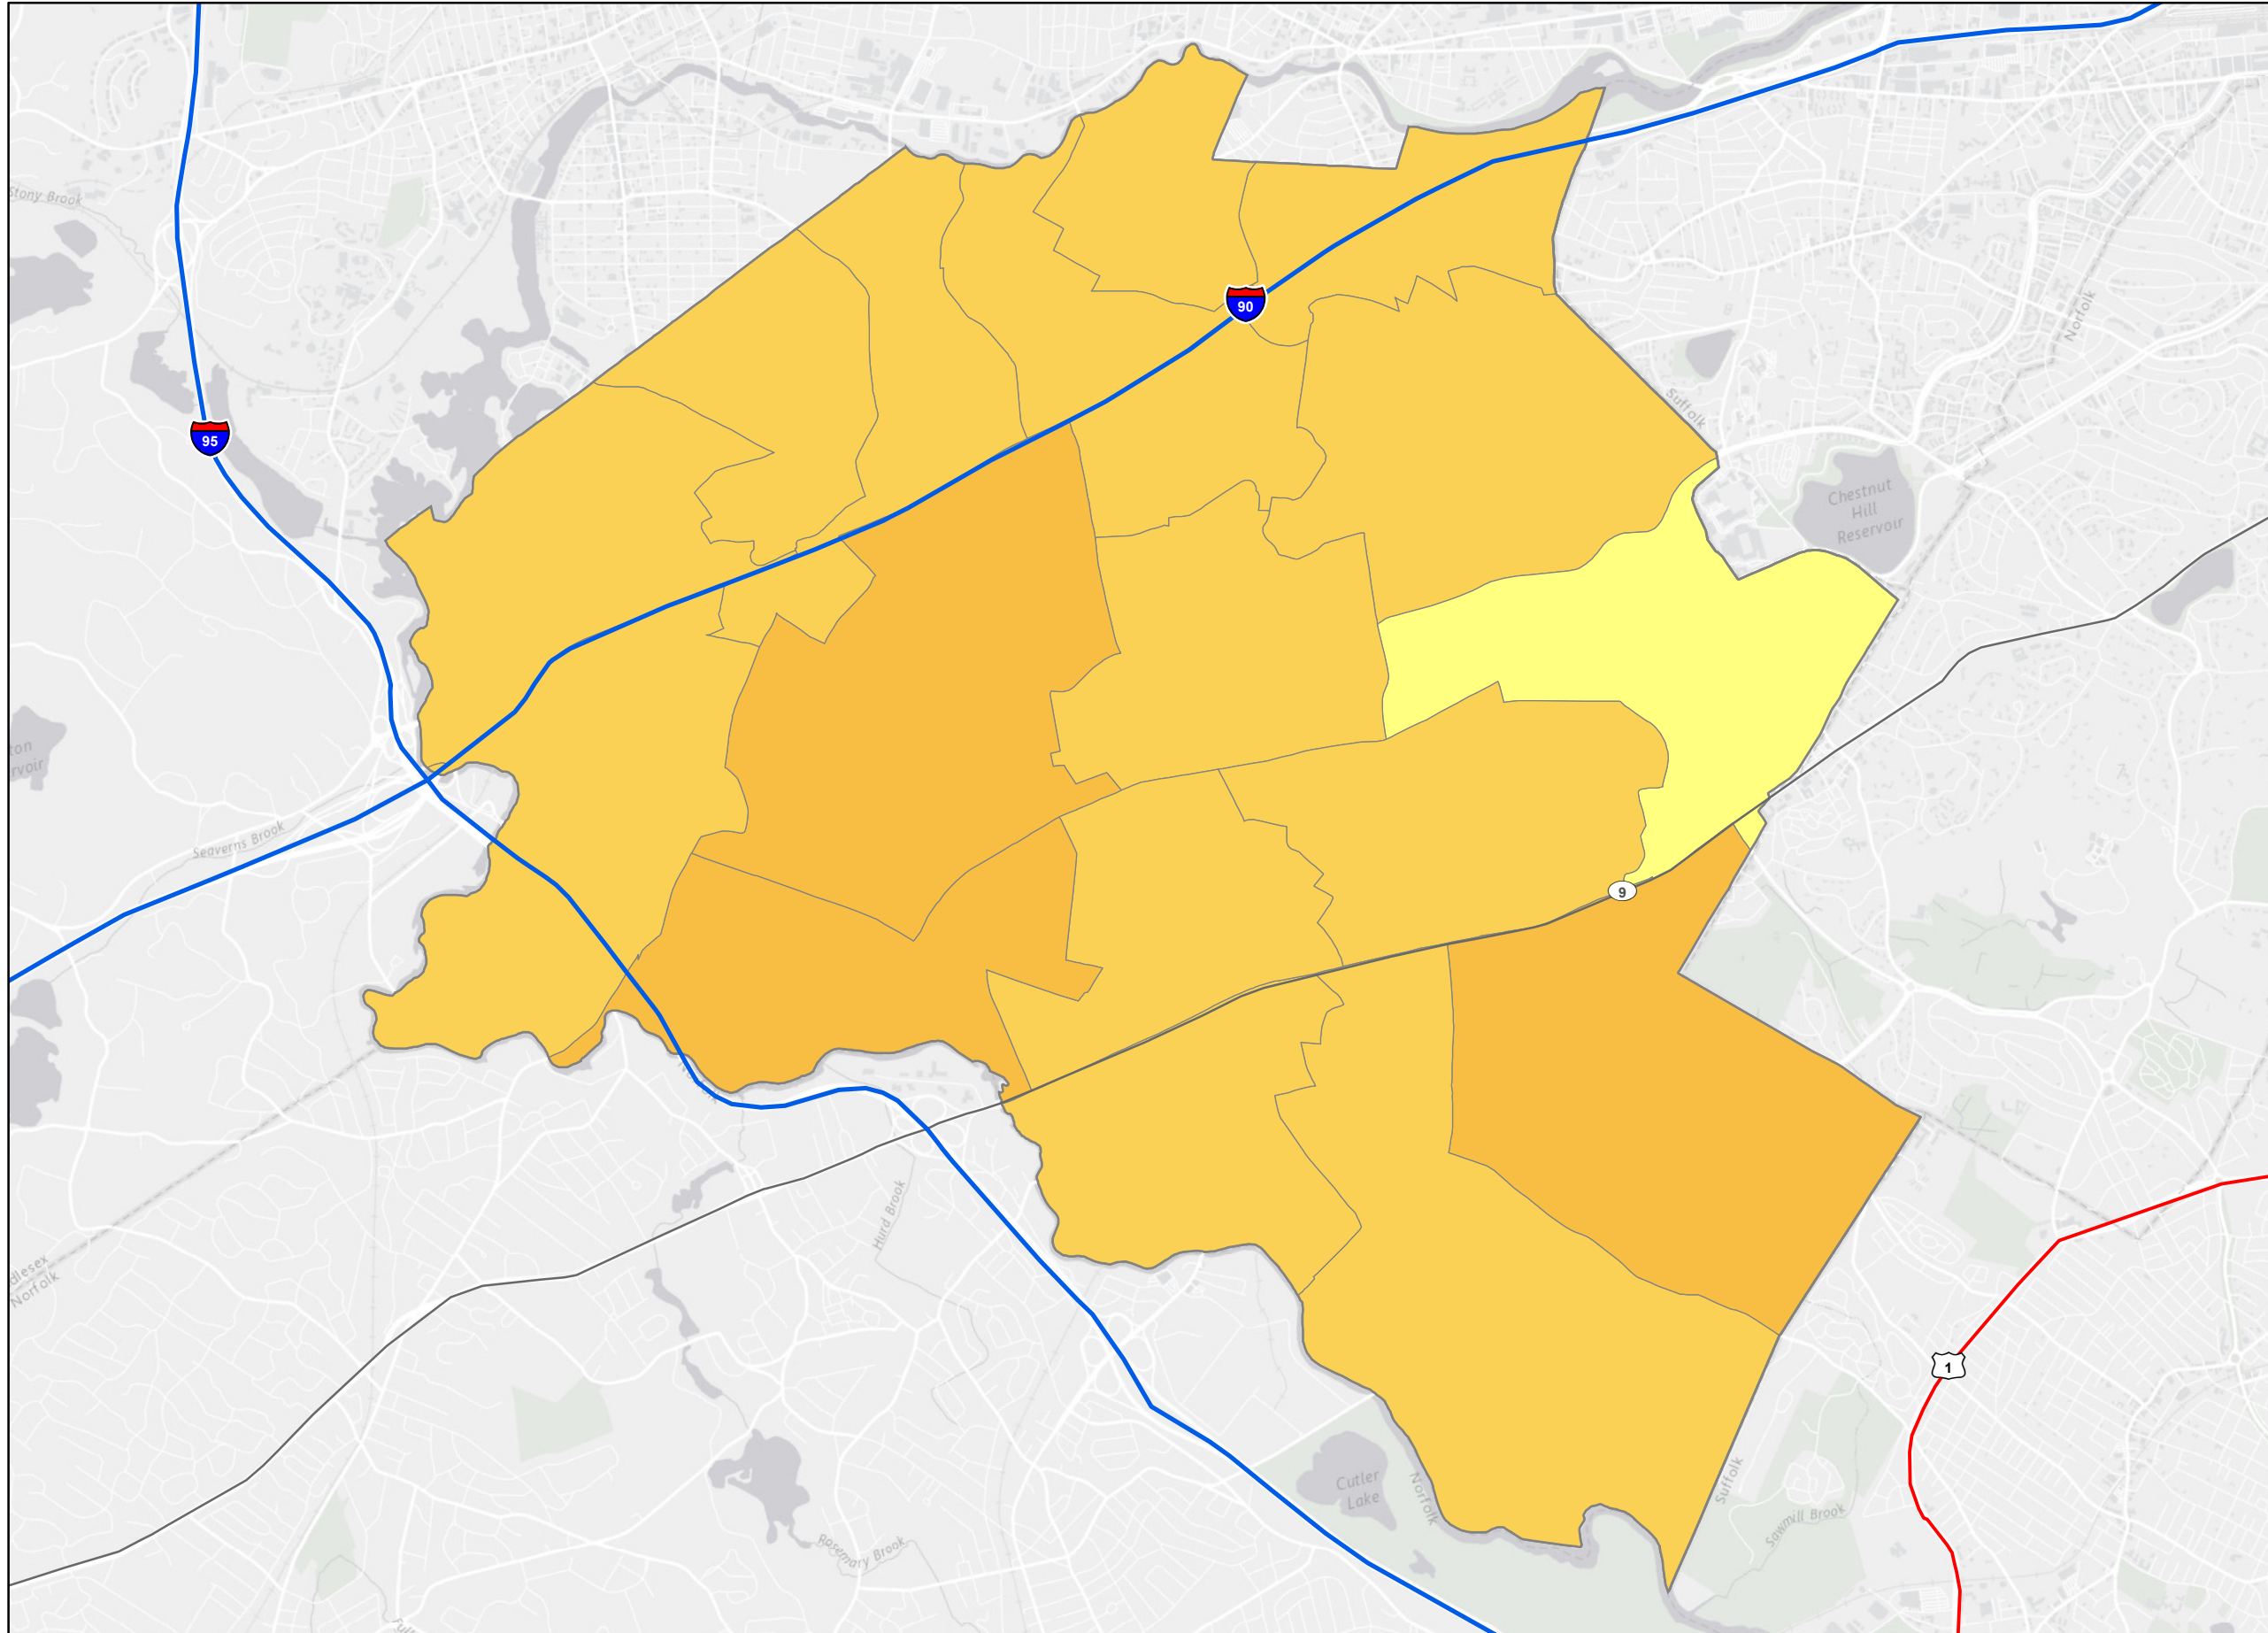 Stony Brook
Norfolk
90
Suffolk
95
Chestnut
Hill
Reservoir
Seaverns Brook
9
Hurd Brook
Norfolk
1
Cutler
Lake
Norfolk
Suffolk
Sawmill Brook
Rosemary Brook